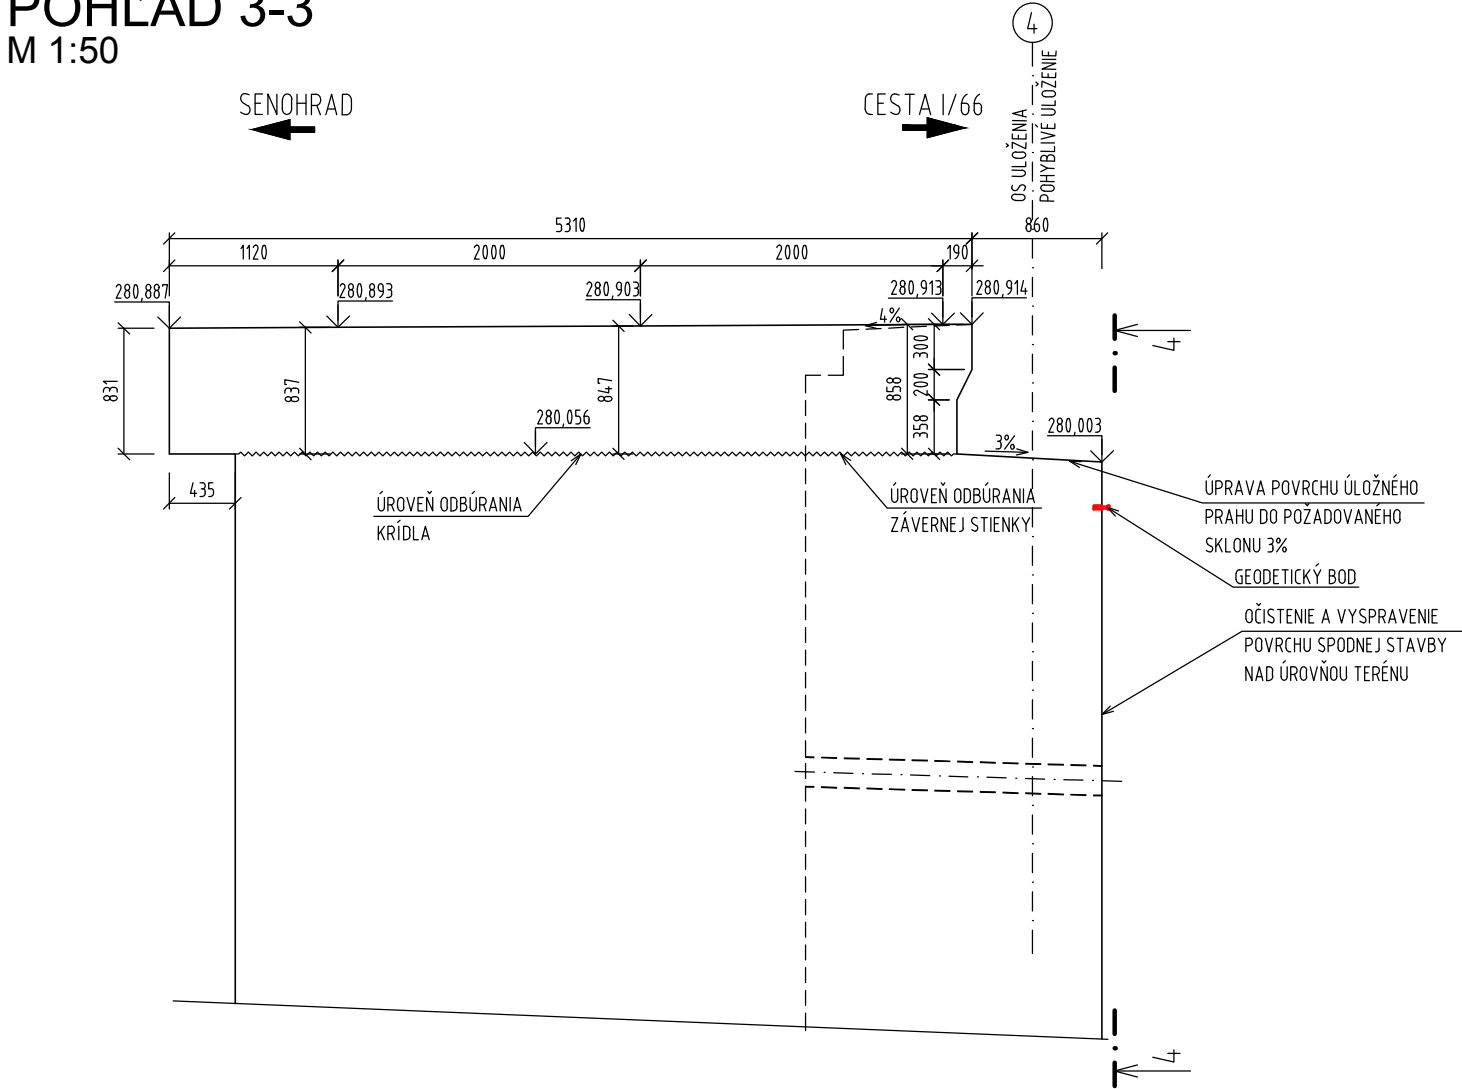 POHĽAD 3-3
M 1:50
4
SENOHRAD
CESTA I/66
OS ULOŽENIA
POHYBLIVE ULOŽENIE
5310
860
1120
2000
2000
190
280,887
280,893
280,903
280,913
280,914
4%
4
831
837
847
858
300
200
358
280,056
280,003
3%
435
ÚROVEŇ ODBÚRANIA
KRÍDLA
ÚROVEŇ ODBÚRANIA
ZÁVERNEJ STIENKY
ÚPRAVA POVRCHU ÚLOŽNÉHO
PRAHU DO POŽADOVANÉHO
SKLONU 3%
GEODETICKÝ BOD
OČISTENIE A VYSPRAVENIE
POVRCHU SPODNEJ STAVBY
NAD ÚROVŇOU TERÉNU
4